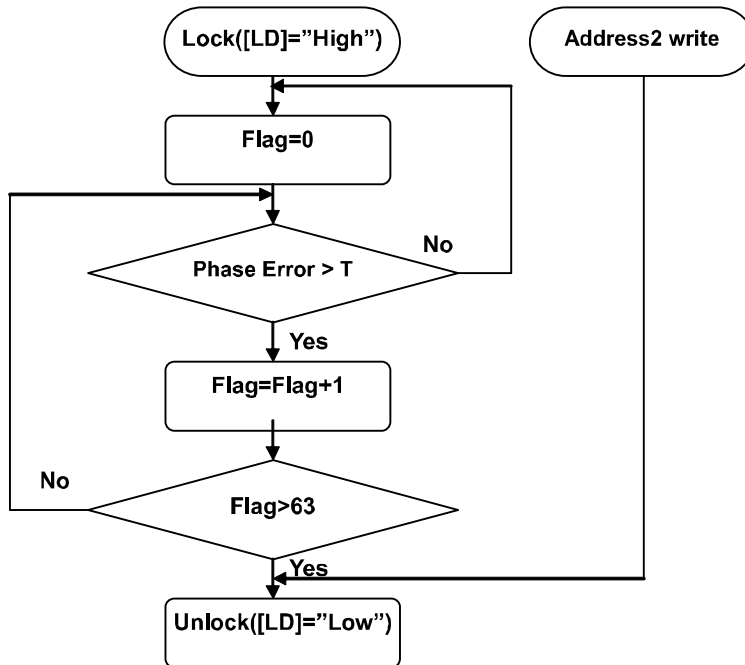 Lock([LD]=”High”)
Address2 write
Flag=0
No
Phase Error > T
Yes
Flag=Flag+1
No
Flag>63
Yes
Unlock([LD]=”Low”)